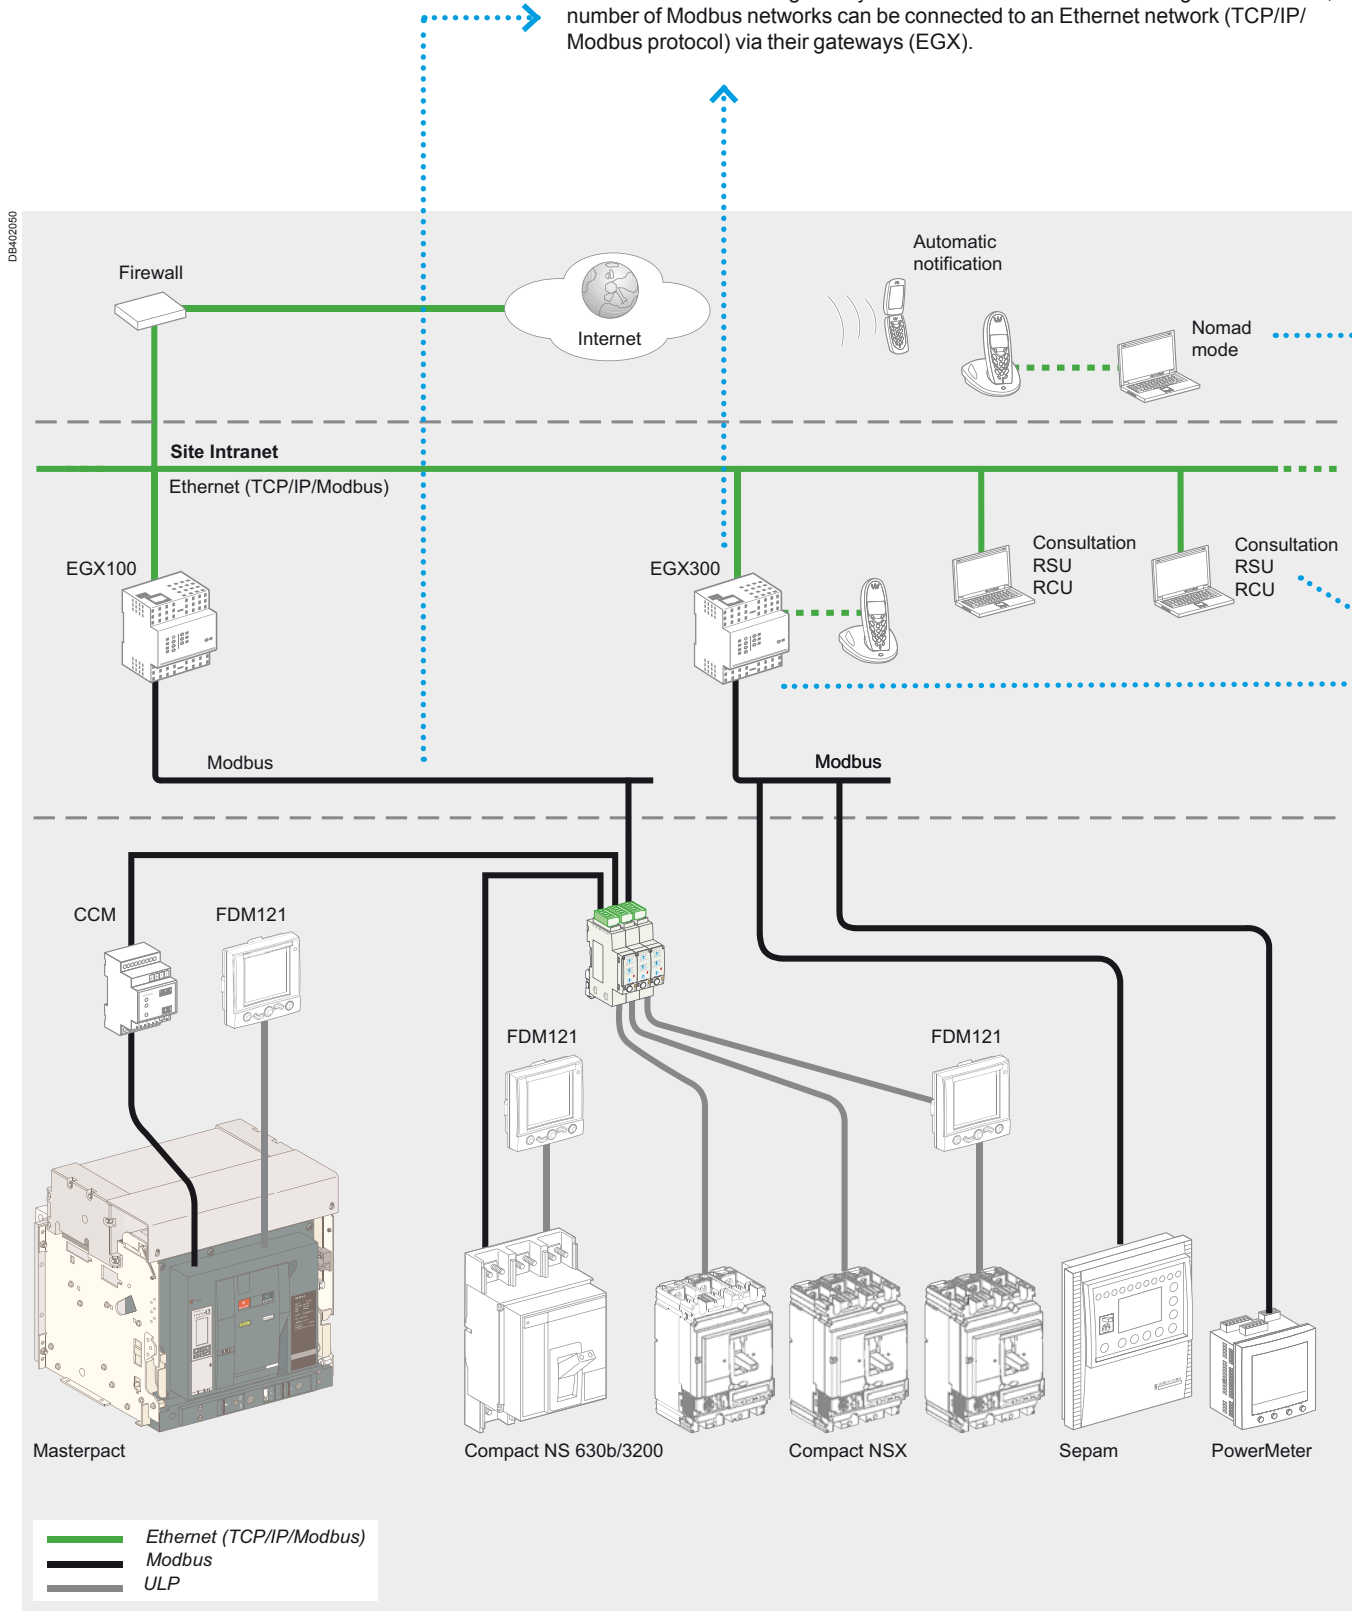 number of Modbus networks can be connected to an Ethernet network (TCP/IP/
Modbus protocol) via their gateways (EGX).
DB402050
Firewall
Internet
Automatic
notification
Nomad
mode
Site Intranet
Ethernet (TCP/IP/Modbus)
EGX100
EGX300
Consultation
RSU
RCU
Consultation
RSU
RCU
Modbus
Modbus
CCM
FDM121
FDM121
FDM121
Masterpact
Compact NS 630b/3200
Compact NSX
Sepam
PowerMeter
Ethernet (TCP/IP/Modbus)
Modbus
ULP